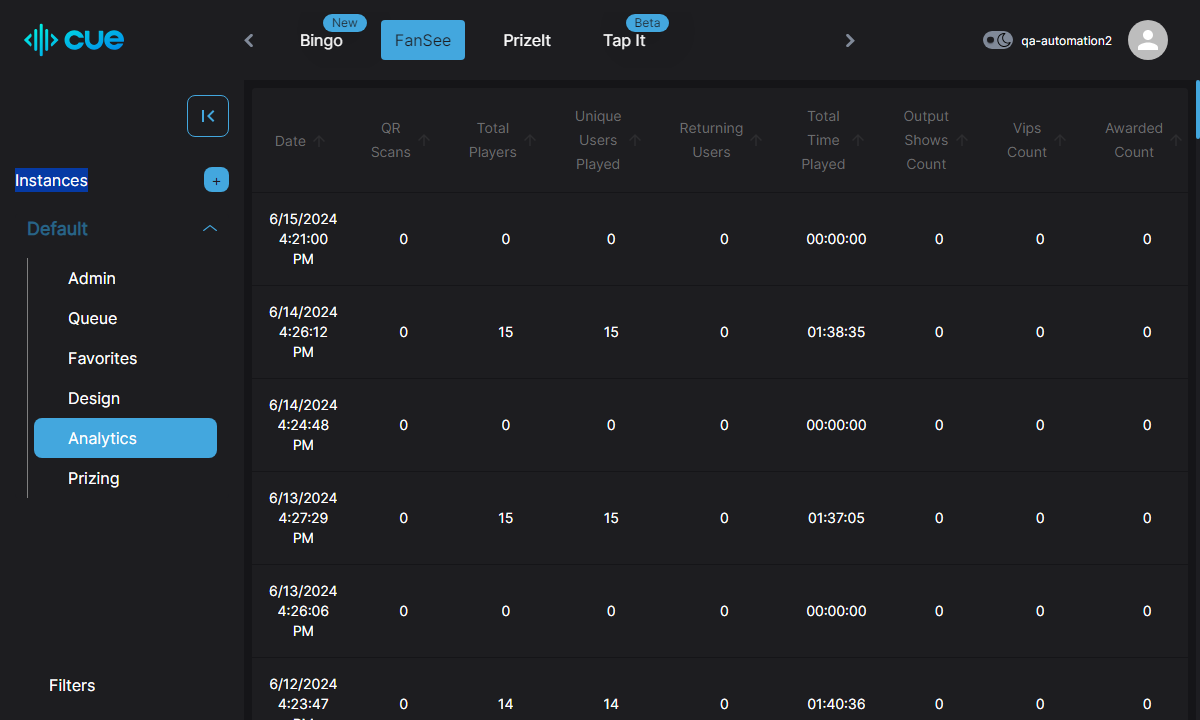 cue
New
Bingo
FanSee
PrizeIt
Beta
Tap It
qa-automation2
Instances
+
Default
Admin
Queue
Favorites
Design
Analytics
Prizing
Filters
Date
QR
Scans
Total
Players
Unique
Users
Played
Returning
Users
Total
Time
Played
Output
Shows
Count
Vips
Count
Awarded
Count
6/15/2024
4:21:00
PM
0 0 0 0 00:00:00 0 0 0
6/14/2024
4:26:12
PM
0 15 15 0 01:38:35 0 0 0
6/14/2024
4:24:48
PM
0 0 0 0 00:00:00 0 0 0
6/13/2024
4:27:29
PM
0 15 15 0 01:37:05 0 0 0
6/13/2024
4:26:06
PM
0 0 0 0 00:00:00 0 0 0
6/12/2024
4:23:47
0 14 14 0 01:40:36 0 0 0